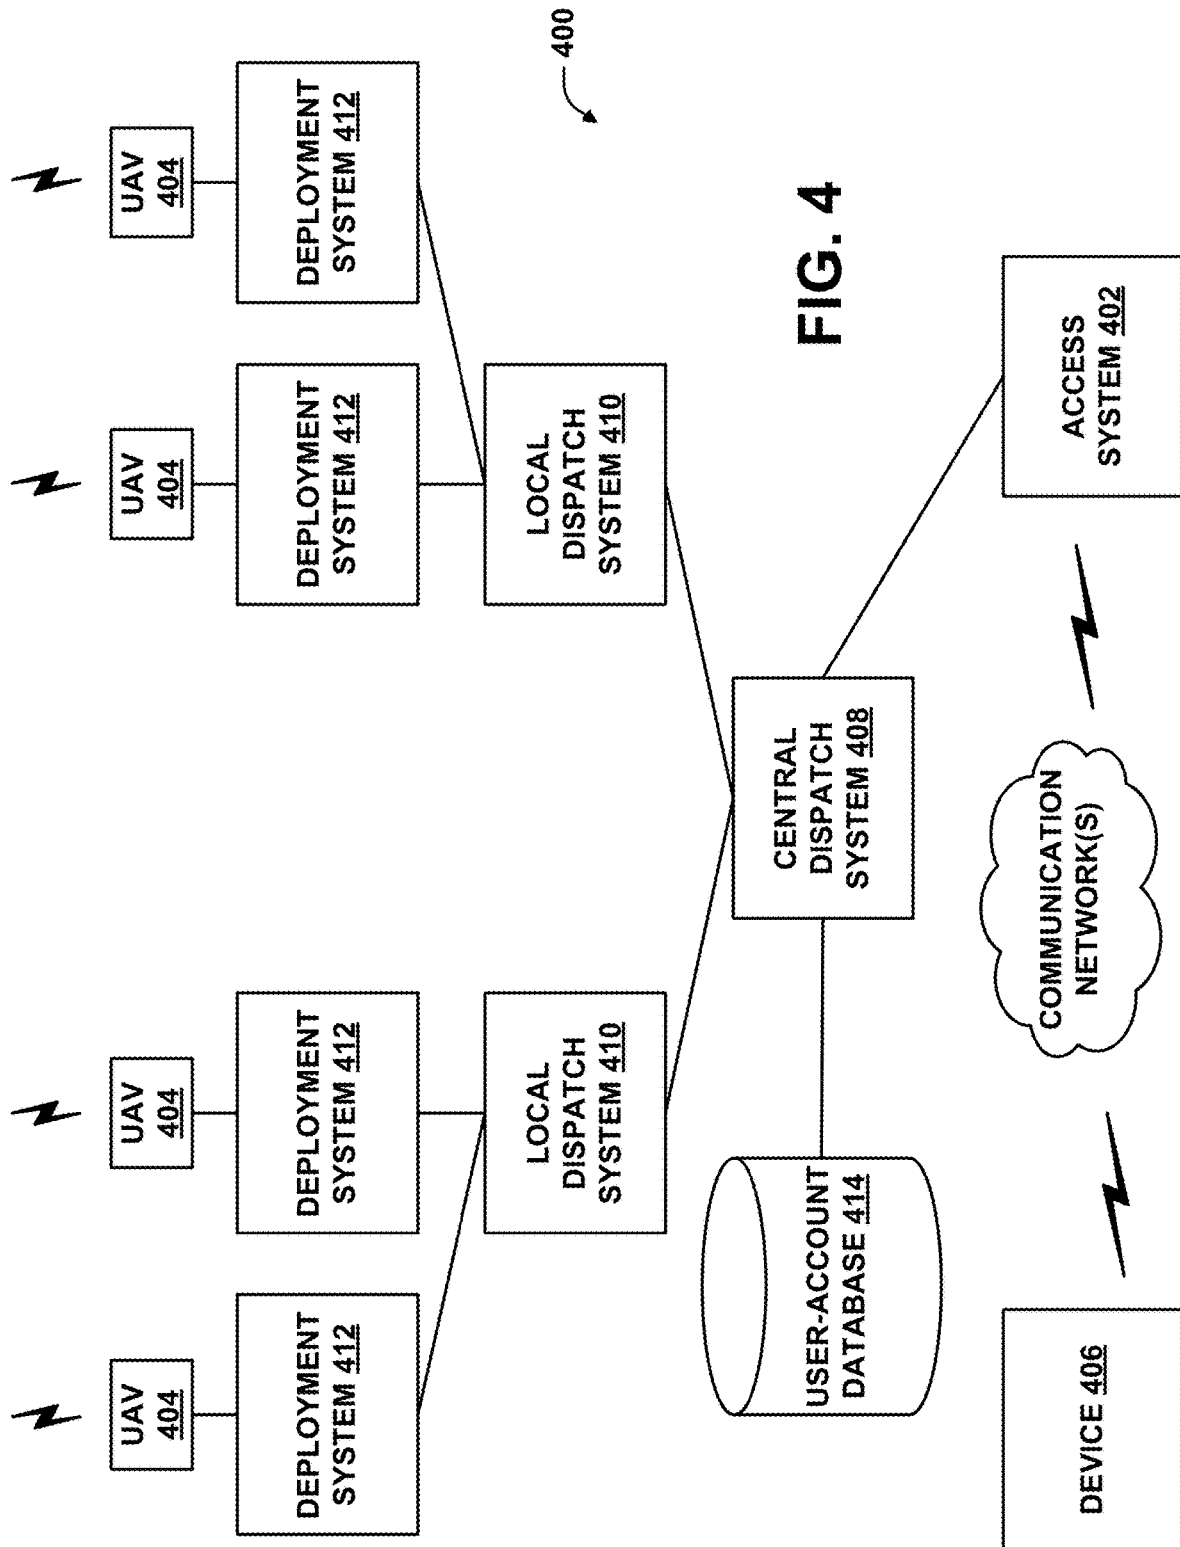 UAV
404
UAV
404
UAV
404
UAV
404
DEPLOYMENT
SYSTEM 412
DEPLOYMENT
SYSTEM 412
DEPLOYMENT
SYSTEM 412
DEPLOYMENT
SYSTEM 412
LOCAL
DISPATCH
SYSTEM 410
LOCAL
DISPATCH
SYSTEM 410
400
USER-ACCOUNT
DATABASE 414
CENTRAL
DISPATCH
SYSTEM 408
FIG. 4
DEVICE 406
COMMUNICATION
NETWORK(S)
ACCESS
SYSTEM 402